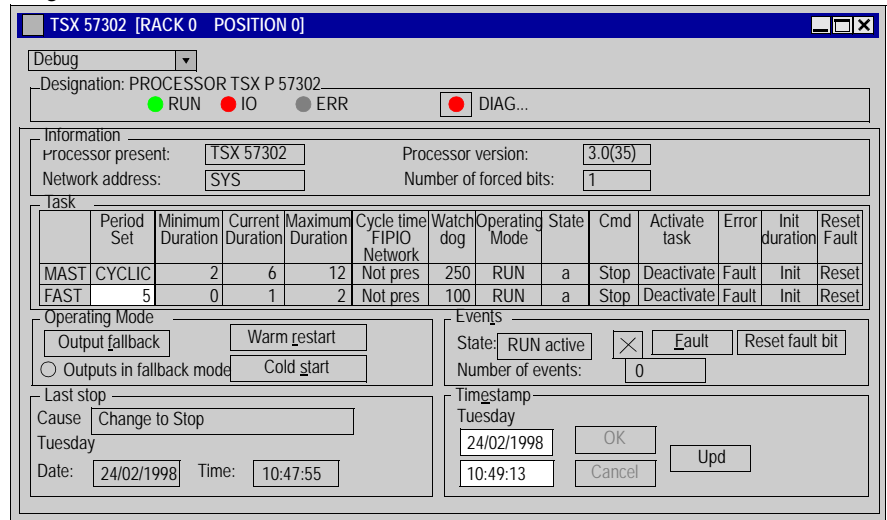 TSX 57302 [RACK 0 POSITION 0]
Debug
Designation: PROCESSOR TSX P 57302
RUN IO ERR DIAG...
Information
Processor present: TSX 57302 Processor version: 3.0(35)
Network address: SYS Number of forced bits: 1
Task
Period Set Minimum Duration Current Duration Maximum Duration Cycle time FIPIO Network Watch dog Operating Mode State Cmd Activate task Error Init duration Reset Fault
MAST CYCLIC 2 6 12 Not pres 250 RUN a Stop Deactivate Fault Init Reset
FAST 5 0 1 2 Not pres 100 RUN a Stop Deactivate Fault Init Reset
Operating Mode
Output fallback Warm restart
Outputs in fallback mode Cold start
Events
State: RUN active Fault Reset fault bit
Number of events: 0
Last stop
Cause Change to Stop
Tuesday
Date: 24/02/1998 Time: 10:47:55
Timestamp
Tuesday
24/02/1998 OK
10:49:13 Cancel Upd